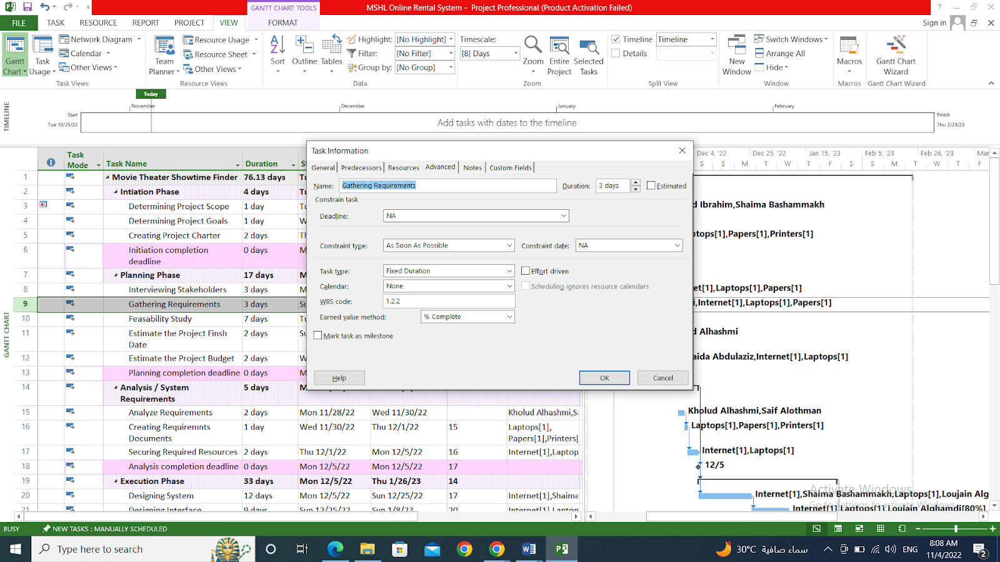 GANTT CHART TOOLS
MSHL Online Rental System - Project Professional (Product Activation Failed)
FILE TASK RESOURCE REPORT PROJECT VIEW FORMAT Sign in
Gantt Chart
Task Usage
Network Diagram
Calendar
Other Views
Task Views
Team Planner
Resource Usage
Resource Sheet
Other Views
Resource Views
Sort Outline Tables
Highlight: [No Highlight]
Filter: [No Filter]
Group by: [No Group]
Data
Timescale:
[8] Days
Zoom
Entire Project
Selected Tasks
Zoom
Timeline Timeline
Details
Split View
New Window
Switch Windows
Arrange All
Hide
Window
Macros
Macros
Gantt Chart Wizard
Gantt Chart Wizard
TIMELINE
Today
November December January February
Start
Tue 10/25/22
Add tasks with dates to the timeline
Finish
Thu 2/23/23
GANTT CHART
Task Mode Task Name Duration
Dec 4, '22 Dec 25, '22 Jan 15, '23 Feb 5, '23 Feb 26, '23 Mar
S S M T F S S M T W T F
1 Movie Theater Showtime Finder 76.13 days Tu
2 Intiation Phase 4 days Tu
3 Determining Project Scope 1 day Tu d Ibrahim,Shaima Bashammakh
4 Determining Project Goals 1 day W
5 Creating Project Charter 2 days Th ptops[1],Papers[1],Printers[1]
6 Initiation completion deadline 0 days M
7 Planning Phase 17 days M
8 Interviewing Stakeholders 3 days M et[1],Laptops[1],Papers[1]
9 Gathering Requirements 3 days Su i,Internet[1],Laptops[1],Papers[1]
10 Feasability Study 7 days Tu
11 Estimate the Project Finsh Date 2 days Su d Alhashmi
12 Estimate the Project Budget 2 days W aida Abdulaziz,Internet[1],Laptops[1]
13 Planning completion deadline 0 days M
14 Analysis / System Requirements 5 days
15 Analyze Requirements 2 days Mon 11/28/22 Wed 11/30/22 Kholud Alhashmi,Sa Kholud Alhashmi,Saif Alothman
16 Creating Requiremnts Documents 1 day Wed 11/30/22 Thu 12/1/22 15 Laptops[1], Papers[1],Printers[ Laptops[1],Papers[1],Printers[1]
17 Securing Required Resources 2 days Thu 12/1/22 Mon 12/5/22 16 Internet[1],Laptop Internet[1],Laptops[1]
18 Analysis completion deadline 0 days Mon 12/5/22 Mon 12/5/22 17 12/5
19 Execution Phase 33 days Mon 12/5/22 Thu 1/26/23 14
20 Designing System 12 days Mon 12/5/22 Sun 12/25/22 17 Internet[1],Shaima Internet[1],Shaima Bashammakh,Laptops[1],Loujain Alg
21 Designing Interface 9 days Sun 12/25/22 Sun 1/8/23 20 Internet[1],Lapton Internet[1],Laptops[1],Loujain Alghamdi[80%],
Task Information
General Predecessors Resources Advanced Notes Custom Fields
Name: Gathering Requirements Duration: 3 days Estimated
Constrain task
Deadline: NA
Constraint type: As Soon As Possible Constraint date: NA
Task type: Fixed Duration Effort driven
Calendar: None Scheduling ignores resource calendars
WBS code: 1.2.2
Earned value method: % Complete
Mark task as milestone
Help OK Cancel
Activate Windows
Go to Settings to activate Windows.
BUSY NEW TASKS : MANUALLY SCHEDULED
Type here to search
30°C سماء صافية ENG
8:08 AM
11/4/2022
2